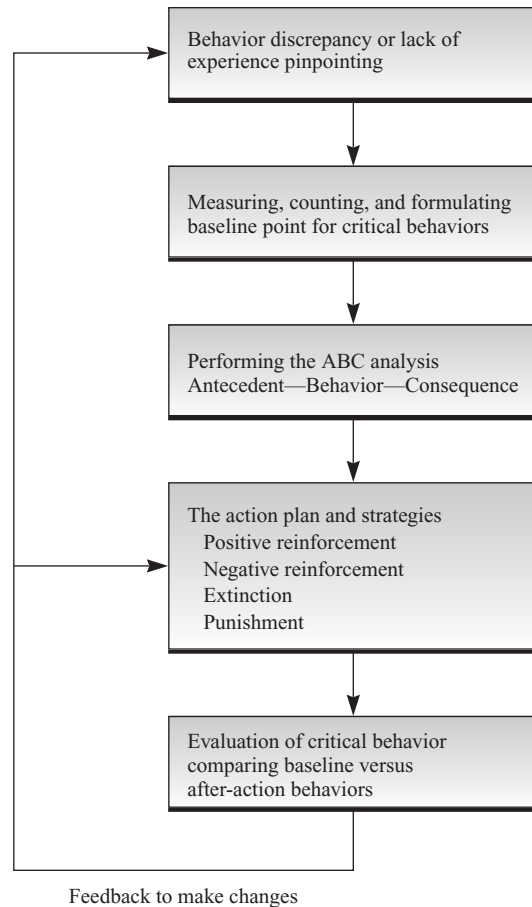 Behavior discrepancy or lack of
experience pinpointing
Measuring, counting, and formulating
baseline point for critical behaviors
Performing the ABC analysis
Antecedent—Behavior—Consequence
The action plan and strategies
Positive reinforcement
Negative reinforcement
Extinction
Punishment
Evaluation of critical behavior
comparing baseline versus
after-action behaviors
Feedback to make changes